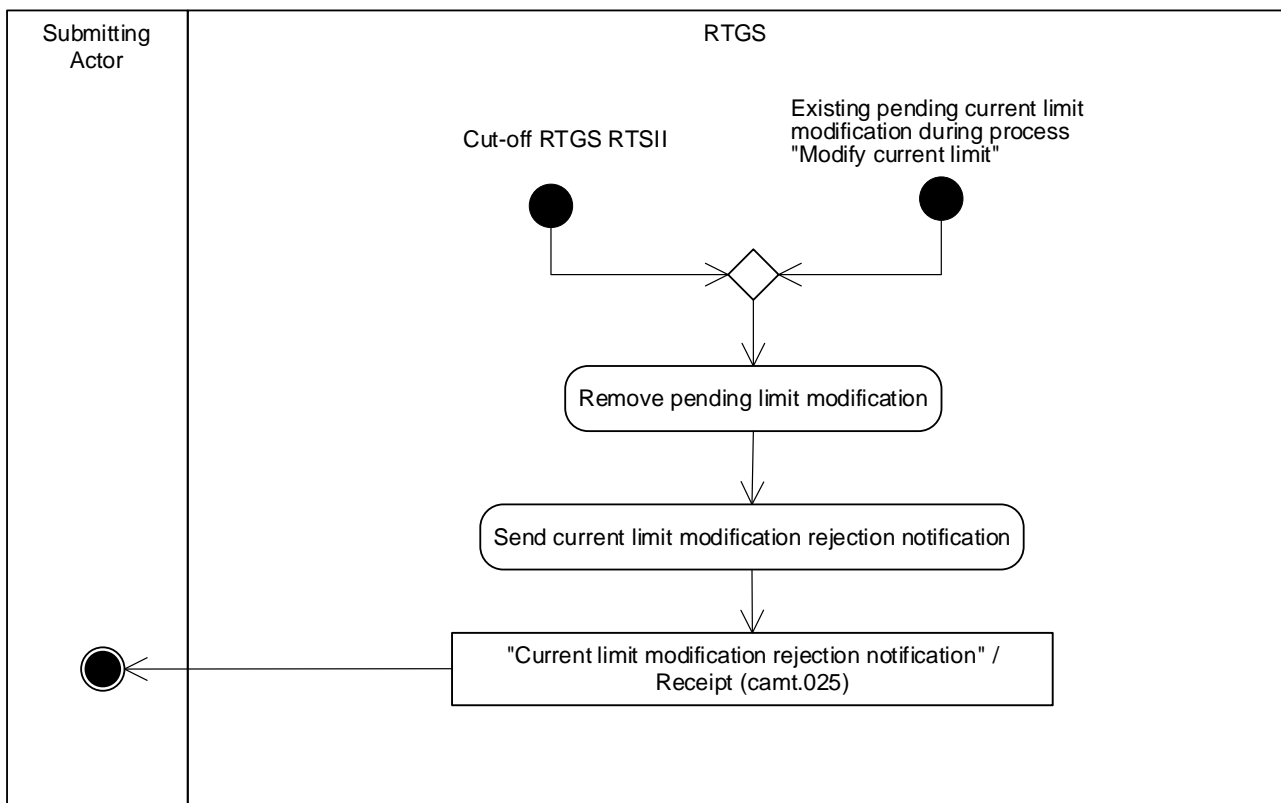 Submitting
Actor
RTGS
Cut-off RTGS RTSII
Existing pending current limit
modification during process
"Modify current limit"
Remove pending limit modification
Send current limit modification rejection notification
"Current limit modification rejection notification" /
Receipt (camt.025)